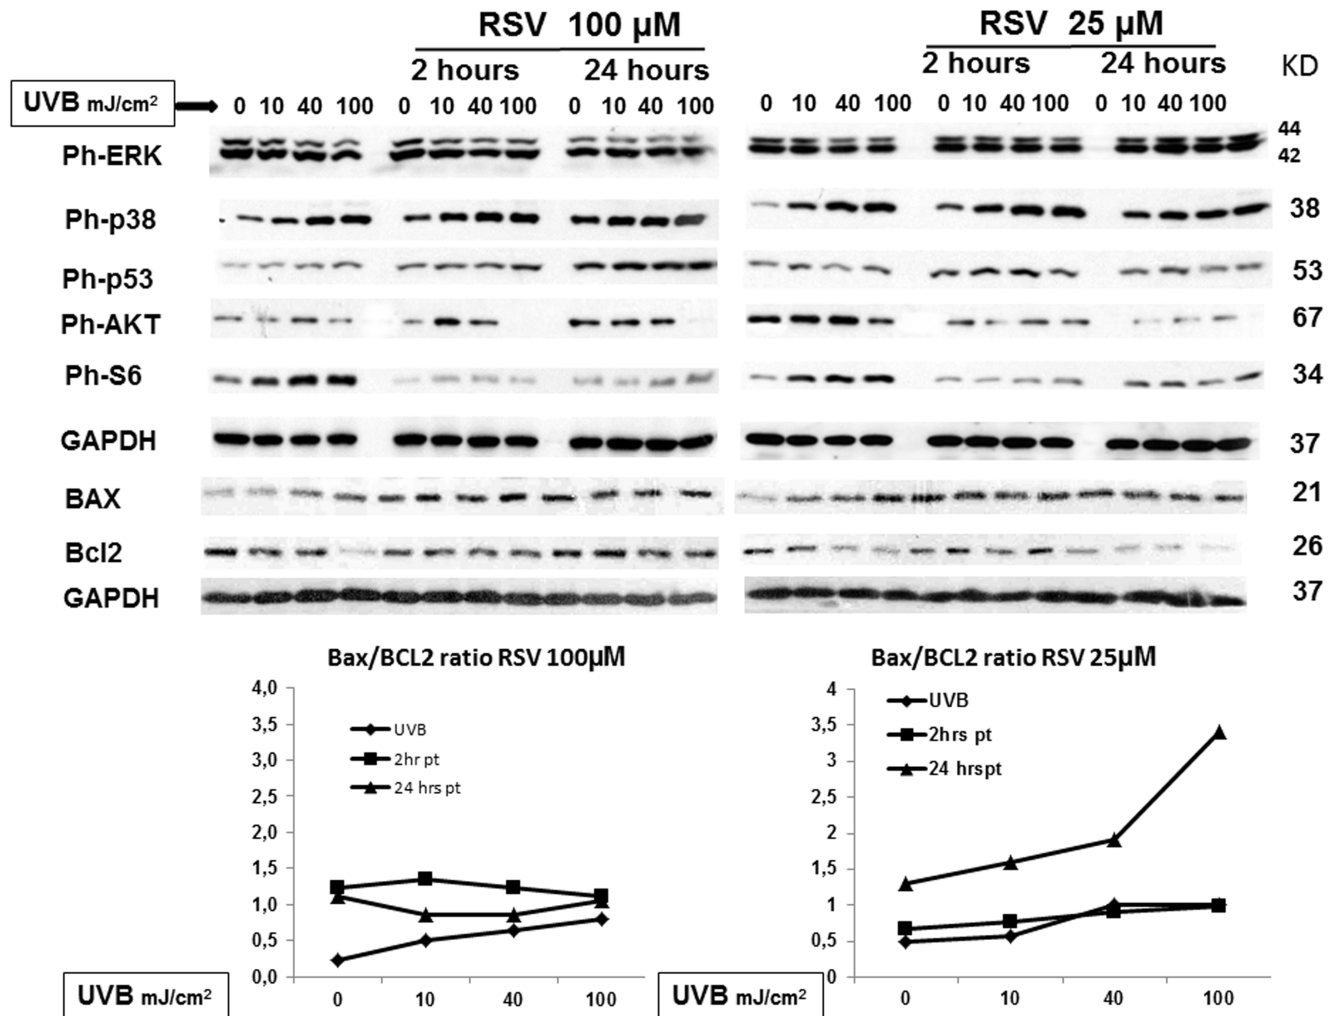 RSV 100 µM
RSV 25 µM
2 hours 24 hours
2 hours 24 hours
KD
UVB mJ/cm²
0 10 40 100 0 10 40 100 0 10 40 100
0 10 40 100 0 10 40 100 0 10 40 100
Ph-ERK
44
42
Ph-p38
38
Ph-p53
53
Ph-AKT
67
Ph-S6
34
GAPDH
37
BAX
21
Bcl2
26
GAPDH
37
Bax/BCL2 ratio RSV 100µM
4,0
3,5
3,0
2,5
2,0
1,5
1,0
0,5
0,0
UVB
2hr pt
24 hrs pt
UVB mJ/cm²
0 10 40 100
Bax/BCL2 ratio RSV 25µM
4
3,5
3
2,5
2
1,5
1
0,5
0
UVB
2hrs pt
24 hrspt
UVB mJ/cm²
0 10 40 100